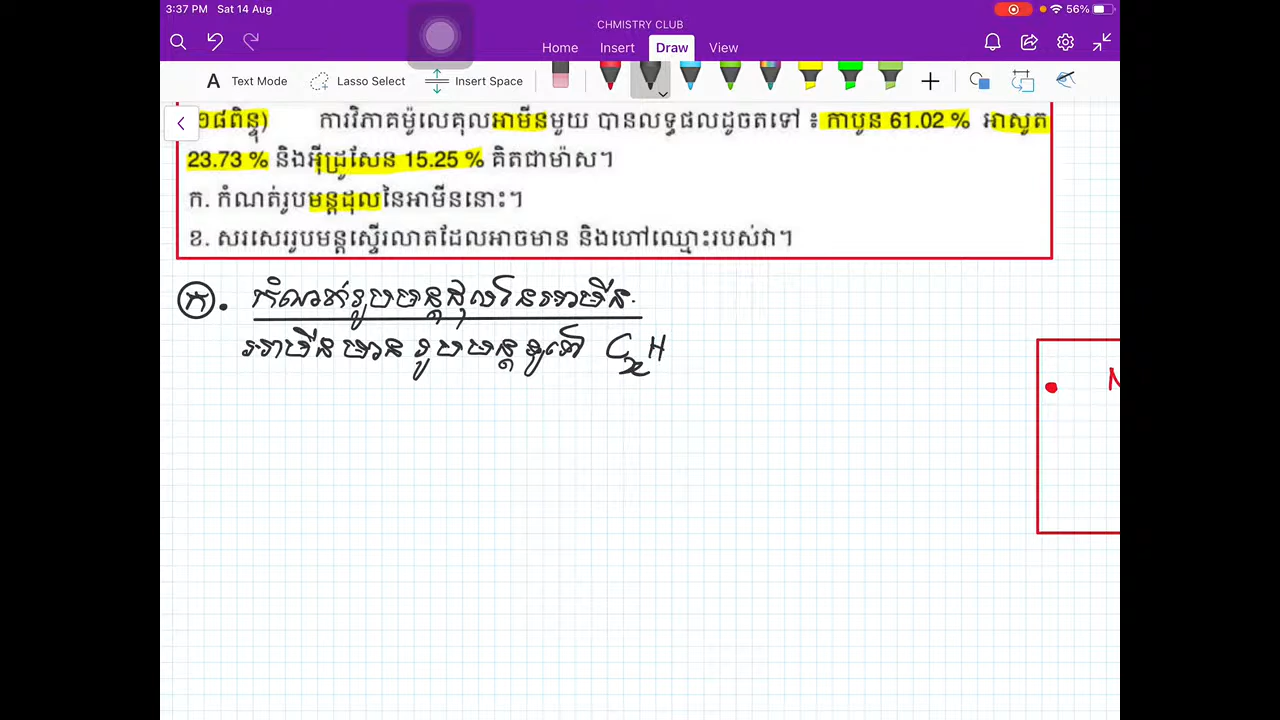 3:37 PM Sat 14 Aug
56%
CHMISTRY CLUB
Home Insert Draw View
Text Mode Lasso Select Insert Space
១៨ពិន្ទុ) ការវិភាគម៉ូលេគុលអាមីនមួយ បានលទ្ធផលដូចតទៅ ៖ កាបូន 61.02 % អាសូត
23.73 % និងអ៊ីដ្រូសែន 15.25 % គិតជាម៉ាស។
ក. កំណត់រូបមន្តដុលនៃអាមីននោះ។
ខ. សរសេររូបមន្តស្ទើរលាតដែលអាចមាន និងហៅឈ្មោះរបស់វា។
ក. កំណត់រូបមន្តដុលនៃអាមីន
អាមីនមាន រូបមន្តទូទៅ CxH